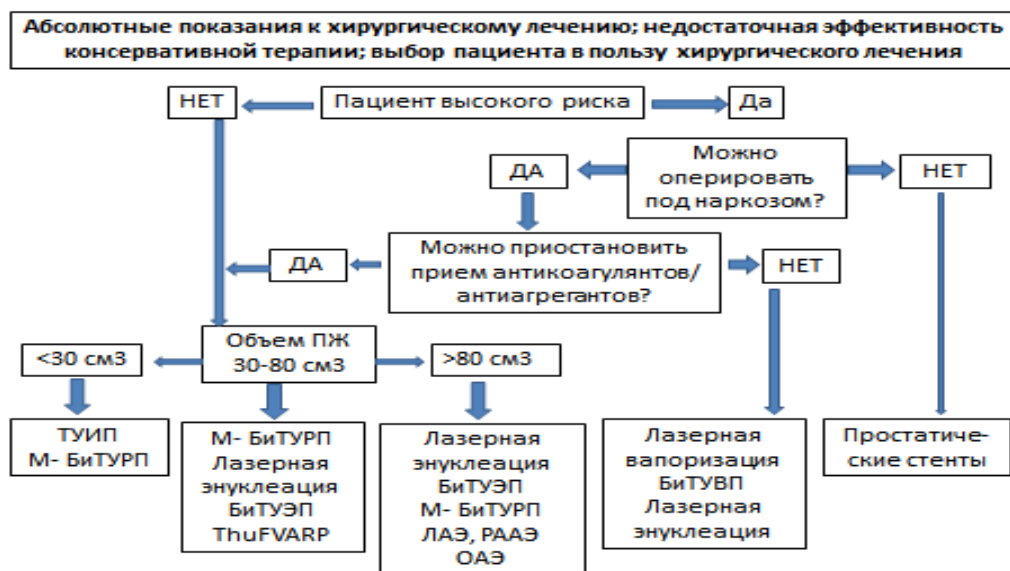 Абсолютные показания к хирургическому лечению; недостаточная эффективность
консервативной терапии; выбор пациента в пользу хирургического лечения
НЕТ
Пациент высокого риска
Да
ДА
Можно
оперировать
под наркозом?
НЕТ
ДА
Можно приостановить
прием антикоагулянтов/
антиагрегантов?
НЕТ
<30 см3
Объем ПЖ
30-80 см3
>80 см3
ТУИП
М- БиТУРП
М- БиТУРП
Лазерная
энуклеация
БиТУЭП
ThuFVARP
Лазерная
энуклеация
БиТУЭП
М- БиТУРП
ЛАЭ, РААЭ
ОАЭ
Лазерная
вапоризация
БиТУВП
Лазерная
энуклеация
Простатиче-
ские стенты